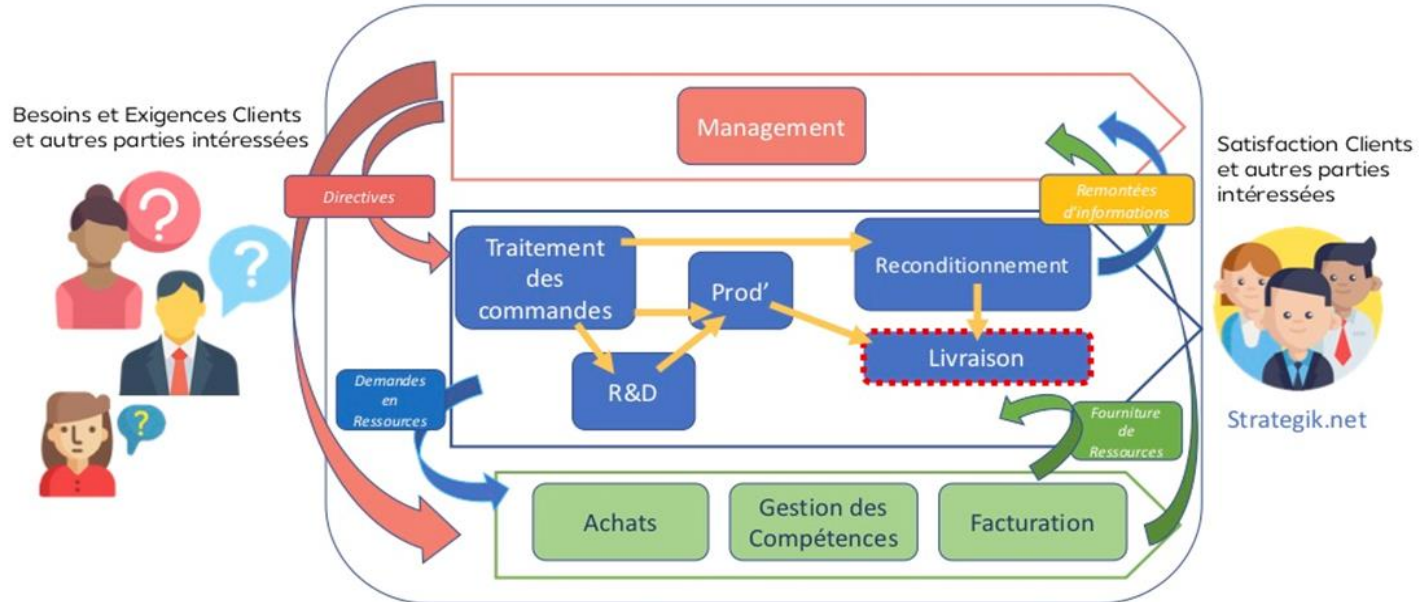 Besoins et Exigences Clients
et autres parties intéressées
?
?
?
Directives
Management
Remontées
d'informations
Satisfaction Clients
et autres parties
intéressées
Strategik.net
Traitement
des
commandes
Prod’
Reconditionnement
R&D
Livraison
Demandes
en
Ressources
Fourniture
de
Ressources
Achats
Gestion des
Compétences
Facturation